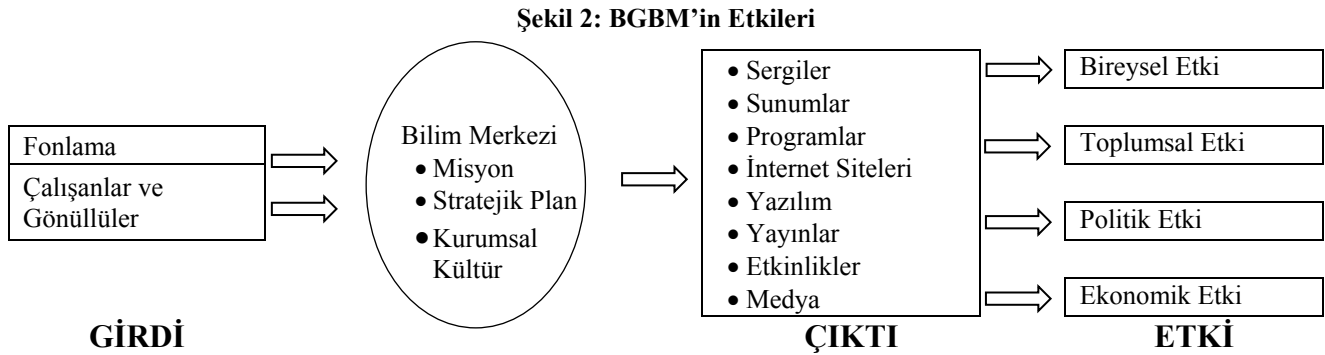 Şekil 2: BGBM’in Etkileri
Fonlama
Çalışanlar ve
Gönüllüler
GİRDİ
Bilim Merkezi
• Misyon
• Stratejik Plan
• Kurumsal
Kültür
• Sergiler
• Sunumlar
• Programlar
• İnternet Siteleri
• Yazılım
• Yayınlar
• Etkinlikler
• Medya
ÇIKTI
Bireysel Etki
Toplumsal Etki
Politik Etki
Ekonomik Etki
ETKİ